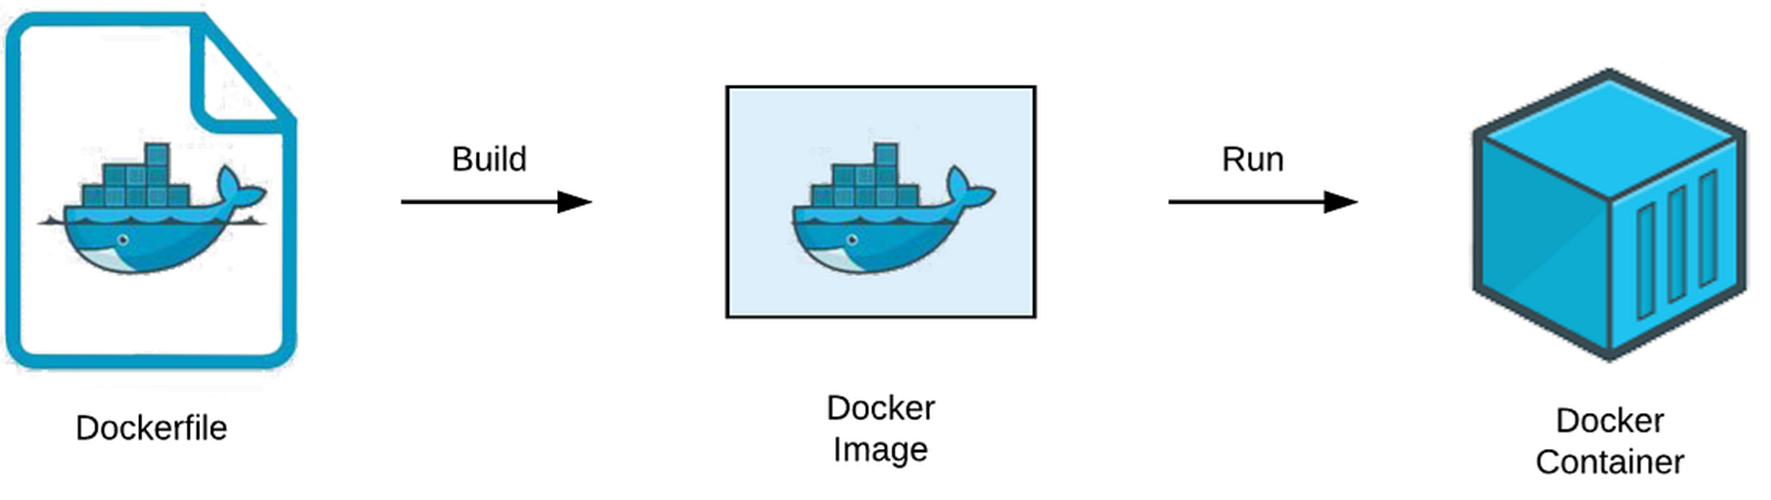 Build
Run
Dockerfile
Docker
Image
Docker
Container